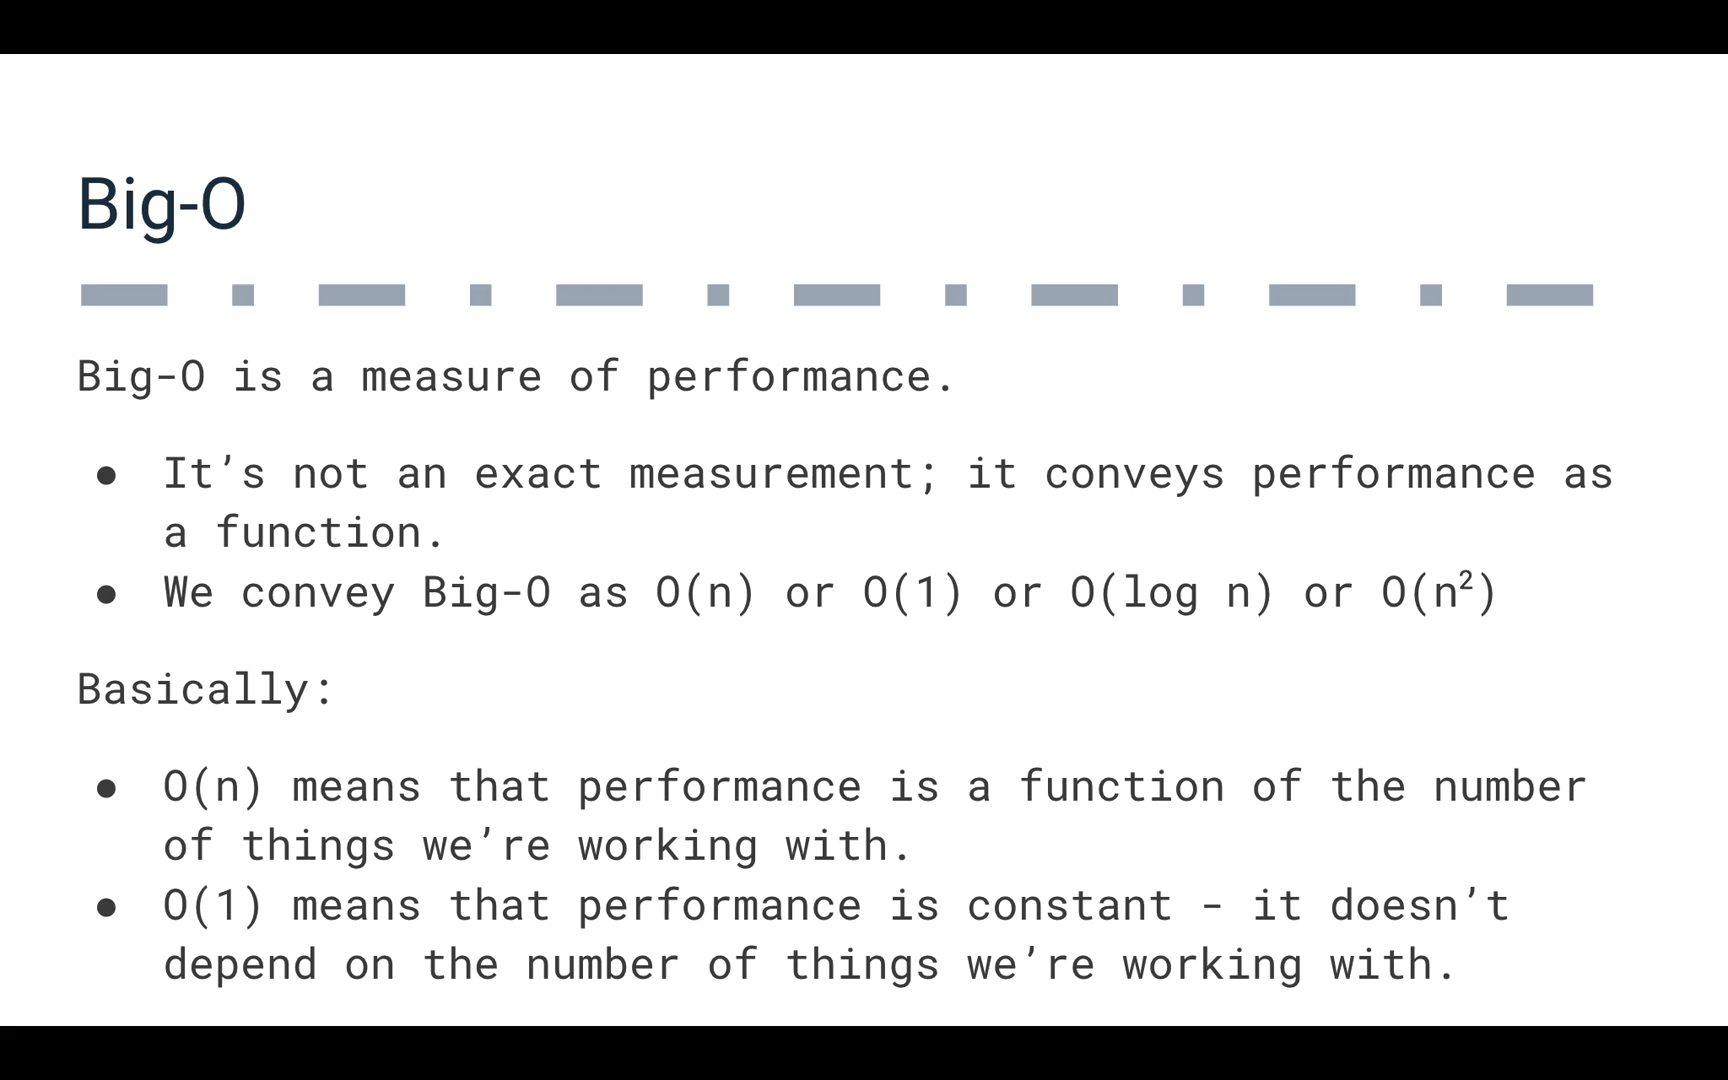 Big-O
Big-O is a measure of performance.
● It’s not an exact measurement; it conveys performance as
a function.
● We convey Big-O as O(n) or O(1) or O(log n) or O(n²)
Basically:
● O(n) means that performance is a function of the number
of things we’re working with.
● O(1) means that performance is constant - it doesn’t
depend on the number of things we’re working with.